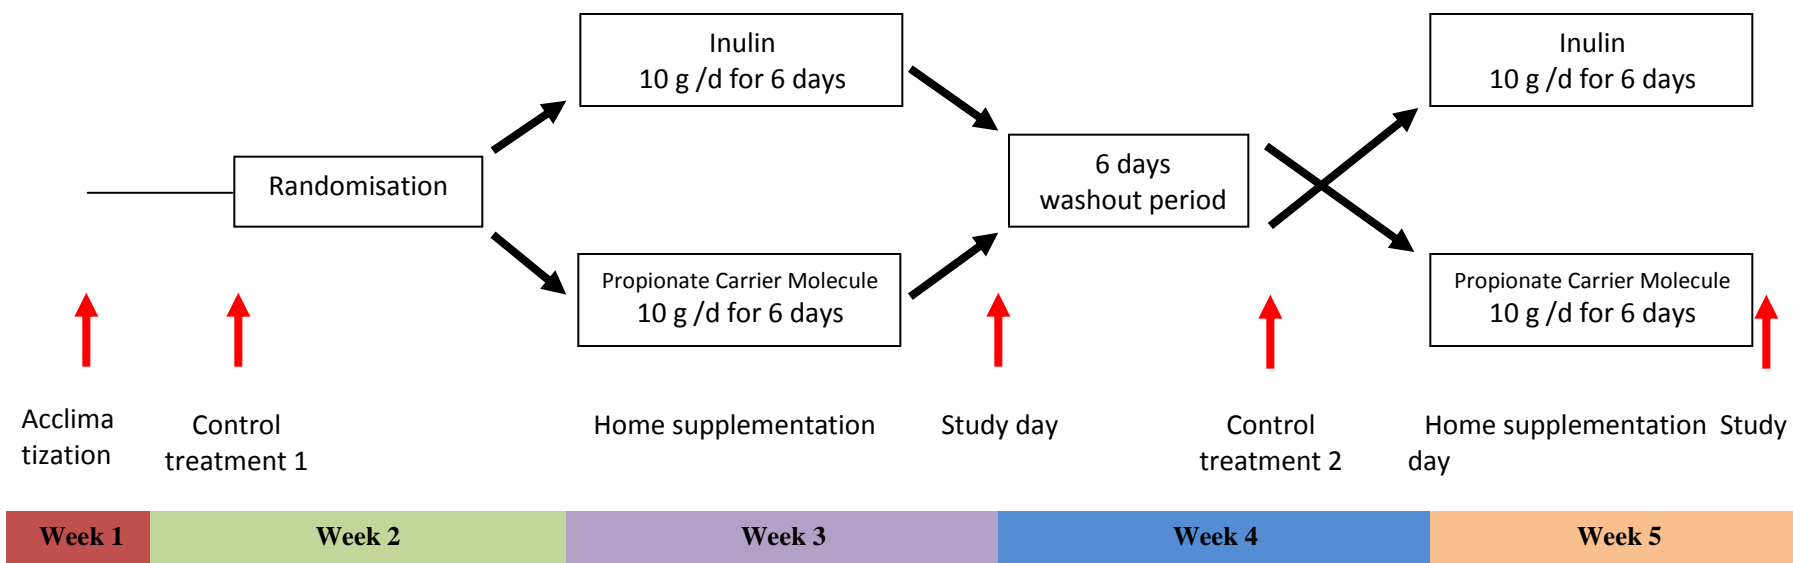 Inulin
10 g /d for 6 days
Inulin
10 g /d for 6 days
Randomisation
6 days
washout period
Propionate Carrier Molecule
10 g /d for 6 days
Propionate Carrier Molecule
10 g /d for 6 days
Acclima
tization
Control
treatment 1
Home supplementation
Study day
Control
treatment 2
Home supplementation Study
day
Week 1
Week 2
Week 3
Week 4
Week 5